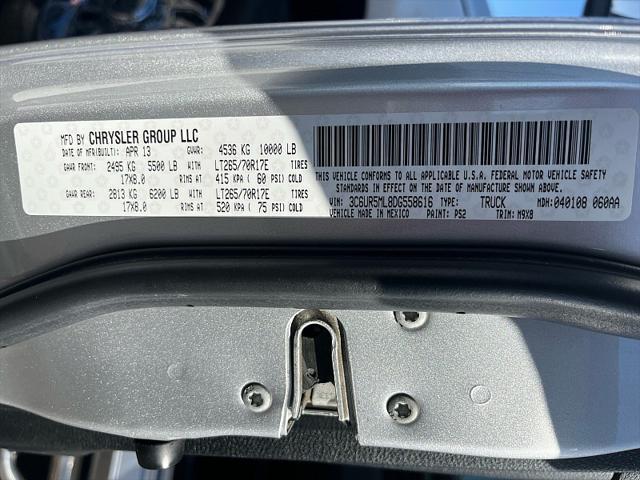 MFD BY CHRYSLER GROUP LLC
DATE OF MFR(BUILT): APR 13 GVWR: 4536 KG 10000 LB
GAWR FRONT: 2495 KG 5500 LB LT265/70R17E TIRES
17X8.0 RIMS AT 415 KPA ( 60 PSI) COLD
GAWR REAR: 2813 KG 6200 LB LT265/70R17E TIRES
17X8.0 RIMS AT 520 KPA ( 75 PSI) COLD
THIS VEHICLE CONFORMS TO ALL APPLICABLE U.S.A. FEDERAL MOTOR VEHICLE SAFETY
STANDARDS IN EFFECT ON THE DATE OF MANUFACTURE SHOWN ABOVE.
VIN: 3C6UR5ML8DG558616 TYPE: TRUCK MDH: 040108 060AA
VEHICLE MADE IN MEXICO PAINT: PS2 TRIM: M9X8